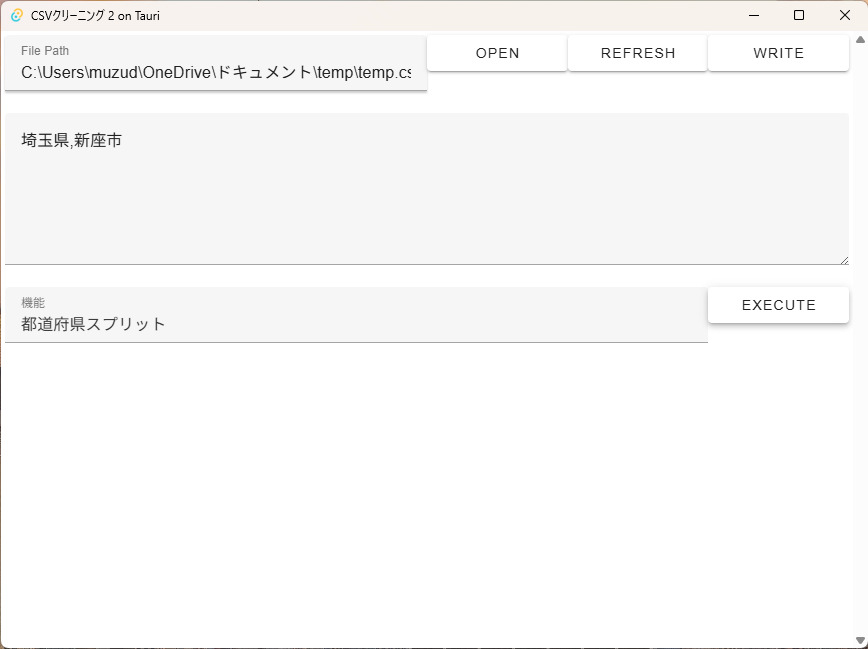 CSVクリーニング 2 on Tauri
File Path
C:\Users\muzud\OneDrive\ドキュメント\temp\temp.cs
OPEN
REFRESH
WRITE
埼玉県,新座市
機能
都道府県スプリット
EXECUTE